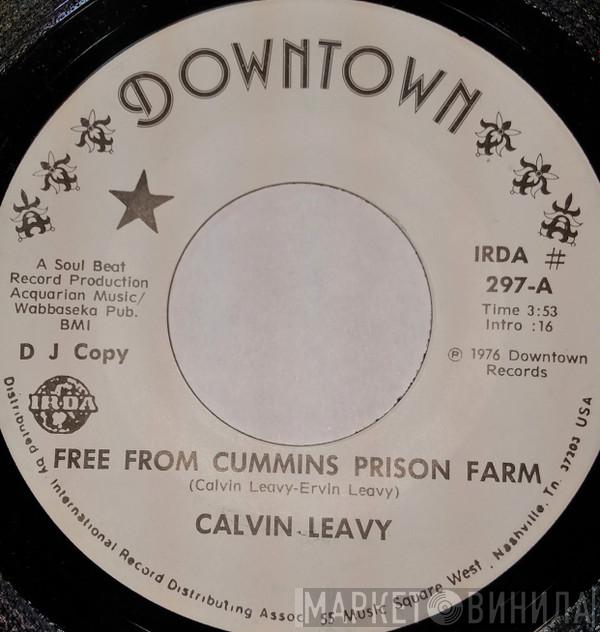 DOWNTOWN
A Soul Beat
Record Production
Acquarian Music/
Wabbaseka Pub.
BMI
D J Copy
IRDA
IRDA #
297-A
Time 3:53
Intro :16
℗ 1976 Downtown
Records
FREE FROM CUMMINS PRISON FARM
(Calvin Leavy-Ervin Leavy)
CALVIN LEAVY
Distributed by International Record Distributing Assoc. 55 Music Square West . Nashville, Tn. 37203 USA
МАРКЕТ ВИНИЛА